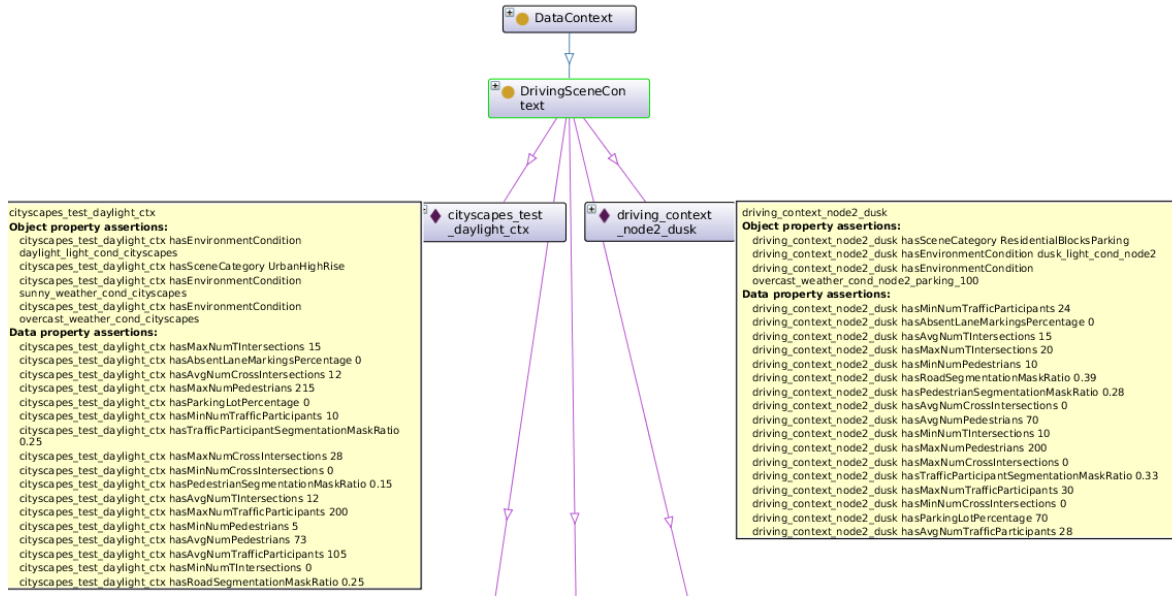 DataContext
DrivingSceneCon
text
cityscapes_test
_daylight_ctx
driving_context
_node2_dusk
cityscapes_test_daylight_ctx
Object property assertions:
cityscapes_test_daylight_ctx hasEnvironmentCondition
daylight_light_cond_cityscapes
cityscapes_test_daylight_ctx hasSceneCategory UrbanHighRise
cityscapes_test_daylight_ctx hasEnvironmentCondition
sunny_weather_cond_cityscapes
cityscapes_test_daylight_ctx hasEnvironmentCondition
overcast_weather_cond_cityscapes
Data property assertions:
cityscapes_test_daylight_ctx hasMaxNumTIntersections 15
cityscapes_test_daylight_ctx hasAbsentLaneMarkingsPercentage 0
cityscapes_test_daylight_ctx hasAvgNumCrossIntersections 12
cityscapes_test_daylight_ctx hasMaxNumPedestrians 215
cityscapes_test_daylight_ctx hasParkingLotPercentage 0
cityscapes_test_daylight_ctx hasMinNumTrafficParticipants 10
cityscapes_test_daylight_ctx hasTrafficParticipantSegmentationMaskRatio
0.25
cityscapes_test_daylight_ctx hasMaxNumCrossIntersections 28
cityscapes_test_daylight_ctx hasMinNumCrossIntersections 0
cityscapes_test_daylight_ctx hasPedestrianSegmentationMaskRatio 0.15
cityscapes_test_daylight_ctx hasAvgNumTIntersections 12
cityscapes_test_daylight_ctx hasMaxNumTrafficParticipants 200
cityscapes_test_daylight_ctx hasMinNumPedestrians 5
cityscapes_test_daylight_ctx hasAvgNumPedestrians 73
cityscapes_test_daylight_ctx hasAvgNumTrafficParticipants 105
cityscapes_test_daylight_ctx hasMinNumTIntersections 0
cityscapes_test_daylight_ctx hasRoadSegmentationMaskRatio 0.25
driving_context_node2_dusk
Object property assertions:
driving_context_node2_dusk hasSceneCategory ResidentialBlocksParking
driving_context_node2_dusk hasEnvironmentCondition dusk_light_cond_node2
driving_context_node2_dusk hasEnvironmentCondition
overcast_weather_cond_node2_parking_100
Data property assertions:
driving_context_node2_dusk hasMinNumTrafficParticipants 24
driving_context_node2_dusk hasAbsentLaneMarkingsPercentage 0
driving_context_node2_dusk hasAvgNumTIntersections 15
driving_context_node2_dusk hasMaxNumTIntersections 20
driving_context_node2_dusk hasMinNumPedestrians 10
driving_context_node2_dusk hasRoadSegmentationMaskRatio 0.39
driving_context_node2_dusk hasPedestrianSegmentationMaskRatio 0.28
driving_context_node2_dusk hasAvgNumCrossIntersections 0
driving_context_node2_dusk hasAvgNumPedestrians 70
driving_context_node2_dusk hasMinNumTIntersections 10
driving_context_node2_dusk hasMaxNumPedestrians 200
driving_context_node2_dusk hasMaxNumCrossIntersections 0
driving_context_node2_dusk hasTrafficParticipantSegmentationMaskRatio 0.33
driving_context_node2_dusk hasMaxNumTrafficParticipants 30
driving_context_node2_dusk hasMinNumCrossIntersections 0
driving_context_node2_dusk hasParkingLotPercentage 70
driving_context_node2_dusk hasAvgNumTrafficParticipants 28